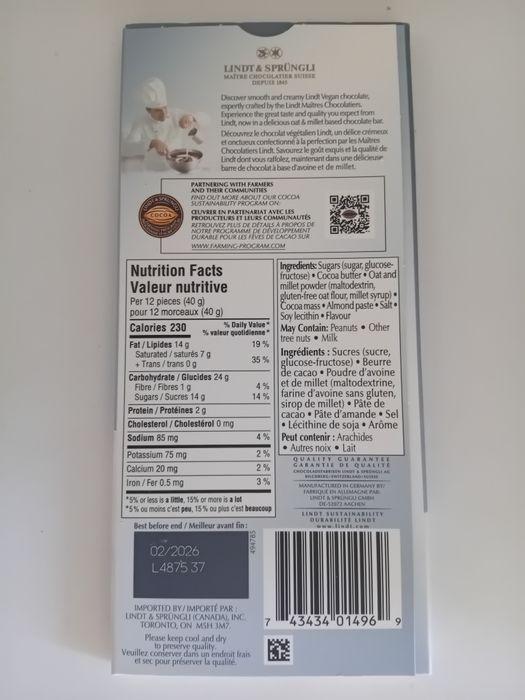 LINDT & SPRÜNGLI
MAÎTRE CHOCOLATIER SUISSE
DEPUIS 1845
Discover smooth and creamy Lindt Vegan chocolate,
expertly crafted by the Lindt Maîtres Chocolatiers.
Experience the great taste and quality you expect from
Lindt, now in a delicious oat & millet based chocolate bar.
Découvrez le chocolat végétalien Lindt, un délice crémeux
et onctueux confectionné à la perfection par les Maîtres
Chocolatiers Lindt. Savourez le goût exquis et la qualité de
Lindt dont vous raffolez, maintenant dans une délicieuse
barre de chocolat à base d'avoine et de millet.
COCOA
PARTNERING WITH FARMERS
AND THEIR COMMUNITIES
FIND OUT MORE ABOUT OUR COCOA
SUSTAINABILITY PROGRAM ON:
ŒUVRER EN PARTENARIAT AVEC LES
PRODUCTEURS ET LEURS COMMUNAUTÉS
RETROUVEZ PLUS DE DÉTAILS À PROPOS DE
NOTRE PROGRAMME DE DÉVELOPPEMENT
DURABLE POUR LES FÈVES DE CACAO SUR
WWW.FARMING-PROGRAM.COM
Nutrition Facts
Valeur nutritive
Per 12 pieces (40 g)
pour 12 morceaux (40 g)
Calories 230
% Daily Value*
% valeur quotidienne*
Fat / Lipides 14 g 19 %
Saturated / saturés 7 g
+ Trans / trans 0 g 35 %
Carbohydrate / Glucides 24 g
Fibre / Fibres 1 g 4 %
Sugars / Sucres 14 g 14 %
Protein / Protéines 2 g
Cholesterol / Cholestérol 0 mg
Sodium 85 mg 4 %
Potassium 75 mg 2 %
Calcium 20 mg 2 %
Iron / Fer 0.5 mg 3 %
*5% or less is a little, 15% or more is a lot
*5% ou moins c'est peu, 15% ou plus c'est beaucoup
Ingredients: Sugars (sugar, glucose-
fructose) • Cocoa butter • Oat and
millet powder (maltodextrin,
gluten-free oat flour, millet syrup) •
Cocoa mass • Almond paste • Salt •
Soy lecithin • Flavour
May Contain: Peanuts • Other
tree nuts • Milk
Ingrédients : Sucres (sucre,
glucose-fructose) • Beurre
de cacao • Poudre d'avoine
et de millet (maltodextrine,
farine d'avoine sans gluten,
sirop de millet) • Pâte de
cacao • Pâte d'amande • Sel
• Lécithine de soja • Arôme
Peut contenir : Arachides
• Autres noix • Lait
QUALITY GUARANTEE
GARANTIE DE QUALITÉ
CHOCOLADEFABRIKEN LINDT & SPRÜNGLI AG
KILCHBERG/SWITZERLAND/SUISSE
MANUFACTURED IN GERMANY BY/
FABRIQUÉ EN ALLEMAGNE PAR:
LINDT & SPRÜNGLI GMBH
DE-52072 AACHEN
LINDT SUSTAINABILITY
DURABILITÉ LINDT
www.lindt.com
Best before end / Meilleur avant fin :
02/2026
L4875 37
494785
IMPORTED BY / IMPORTÉ PAR :
LINDT & SPRÜNGLI (CANADA), INC.
TORONTO, ON M5H 3M7.
Please keep cool and dry
to preserve quality.
Veuillez conserver dans un endroit frais
et sec pour préserver la qualité.
7 43434 01496 9